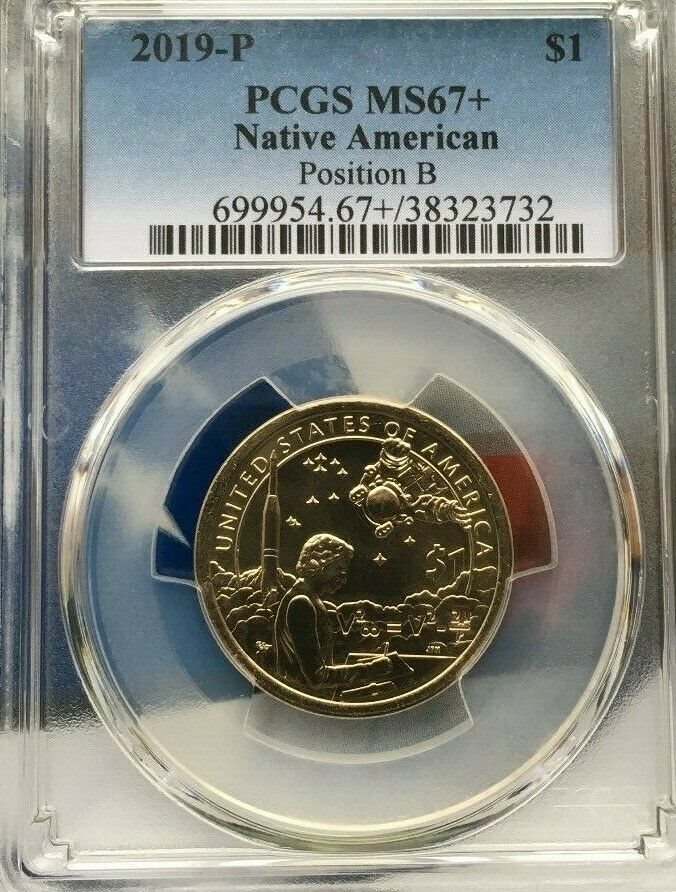 2019-P $1
PCGS MS67+
Native American
Position B
699954.67+/38323732
UNITED STATES OF AMERICA
$1